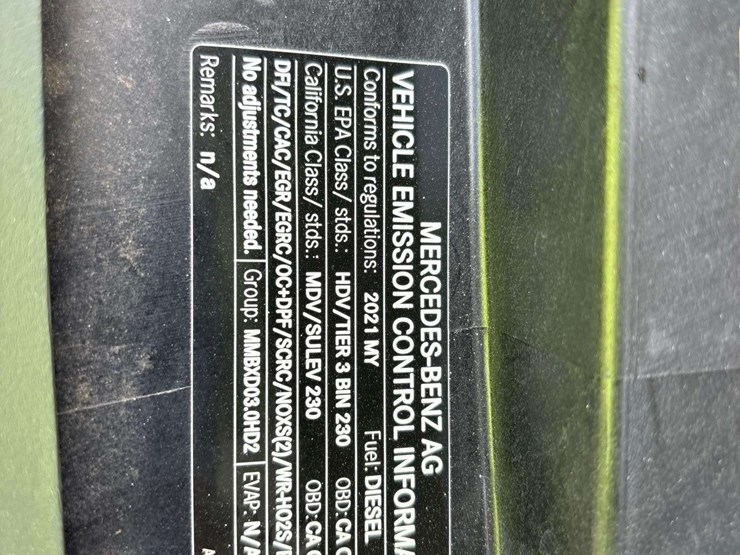 MERCEDES-BENZ AG
VEHICLE EMISSION CONTROL INFORMA
Conforms to regulations: 2021 MY Fuel: DIESEL
U.S. EPA Class/ stds.: HDV/TIER 3 BIN 230 OBD: CA
California Class/ stds.: MDV/SULEV 230 OBD: CA
DFI/TC/CAC/EGR/EGRC/OC+DPF/SCRC/NOXS(2)/WR-HO2S/
No adjustments needed. Group: MMBXD03.0HD2 EVAP: N/A
Remarks: n/a